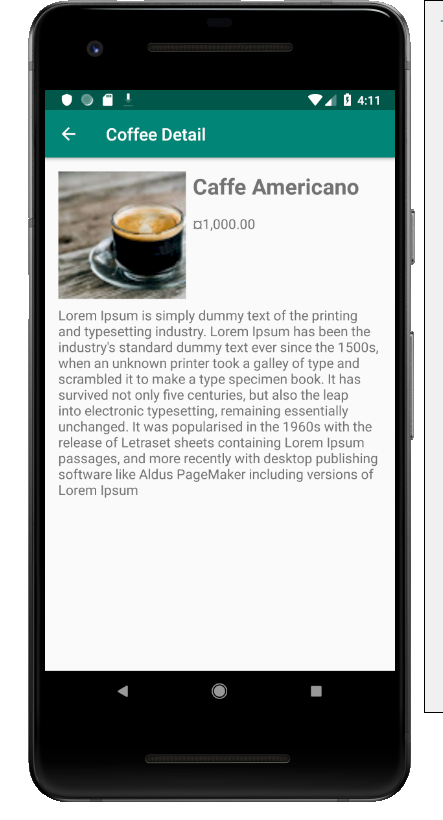 4:11
Coffee Detail
Caffe Americano
¤1,000.00
Lorem Ipsum is simply dummy text of the printing
and typesetting industry. Lorem Ipsum has been the
industry's standard dummy text ever since the 1500s,
when an unknown printer took a galley of type and
scrambled it to make a type specimen book. It has
survived not only five centuries, but also the leap
into electronic typesetting, remaining essentially
unchanged. It was popularised in the 1960s with the
release of Letraset sheets containing Lorem Ipsum
passages, and more recently with desktop publishing
software like Aldus PageMaker including versions of
Lorem Ipsum